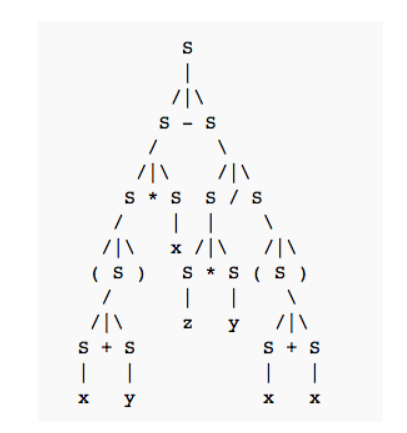 S
|
/|\
S - S
/ \
/|\ /|\
S * S S / S
/ | | \
/|\ x /|\ /|\
( S ) S * S ( S )
/ | | \
/|\ z y /|\
S + S S + S
| | | |
x y x x